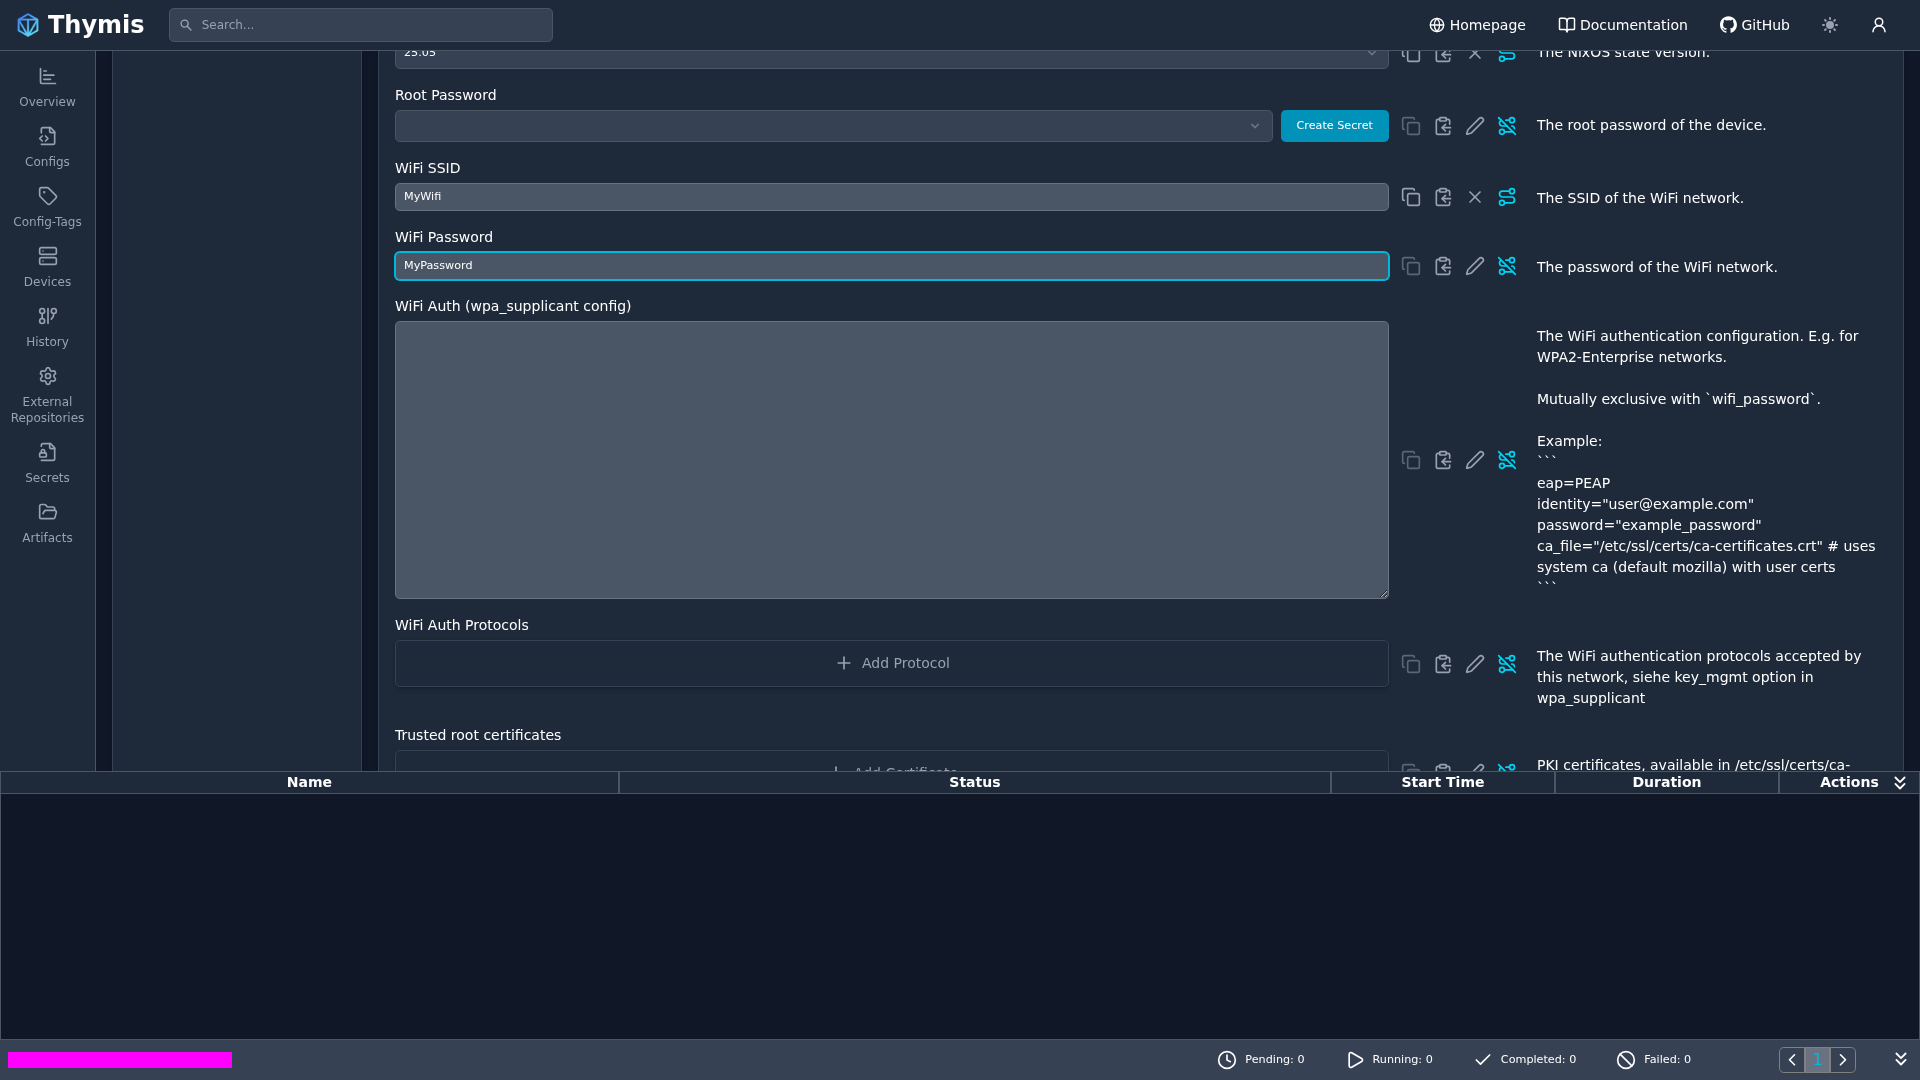 Thymis
Search...
Homepage
Documentation
GitHub
Overview
Configs
Config-Tags
Devices
History
External
Repositories
Secrets
Artifacts
25.05
The NixOS state version.
Root Password
Create Secret
The root password of the device.
WiFi SSID
MyWifi
The SSID of the WiFi network.
WiFi Password
MyPassword
The password of the WiFi network.
WiFi Auth (wpa_supplicant config)
The WiFi authentication configuration. E.g. for
WPA2-Enterprise networks.
Mutually exclusive with `wifi_password`.
Example:
```
eap=PEAP
identity="user@example.com"
password="example_password"
ca_file="/etc/ssl/certs/ca-certificates.crt" # uses
system ca (default mozilla) with user certs
```
WiFi Auth Protocols
Add Protocol
The WiFi authentication protocols accepted by
this network, siehe key_mgmt option in
wpa_supplicant
Trusted root certificates
Add Certificate
PKI certificates, available in /etc/ssl/certs/ca-
Name
Status
Start Time
Duration
Actions
Pending: 0
Running: 0
Completed: 0
Failed: 0
1